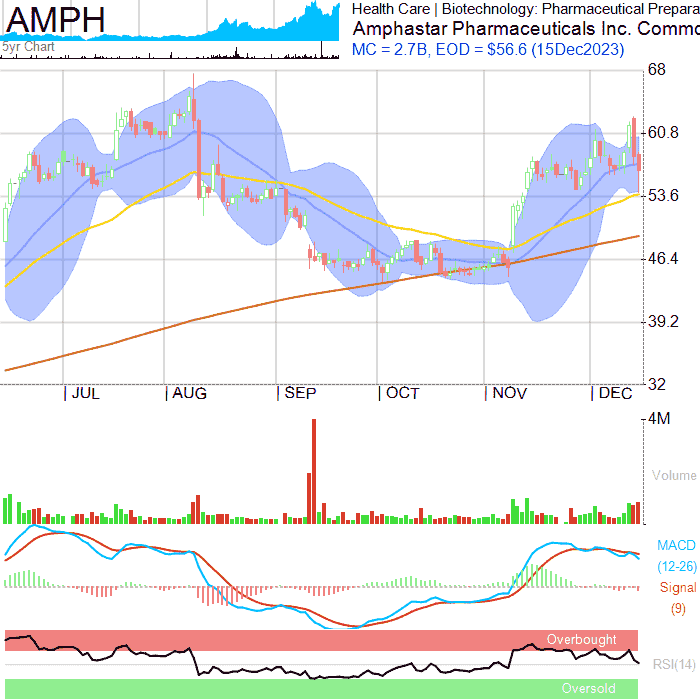 AMPH
5yr Chart
Health Care | Biotechnology: Pharmaceutical Prepara
Amphastar Pharmaceuticals Inc. Commo
MC = 2.7B, EOD = $56.6 (15Dec2023)
68
60.8
53.6
46.4
39.2
32
JUL AUG SEP OCT NOV DEC
4M
Volume
MACD
(12-26)
Signal
(9)
Overbought
RSI(14)
Oversold